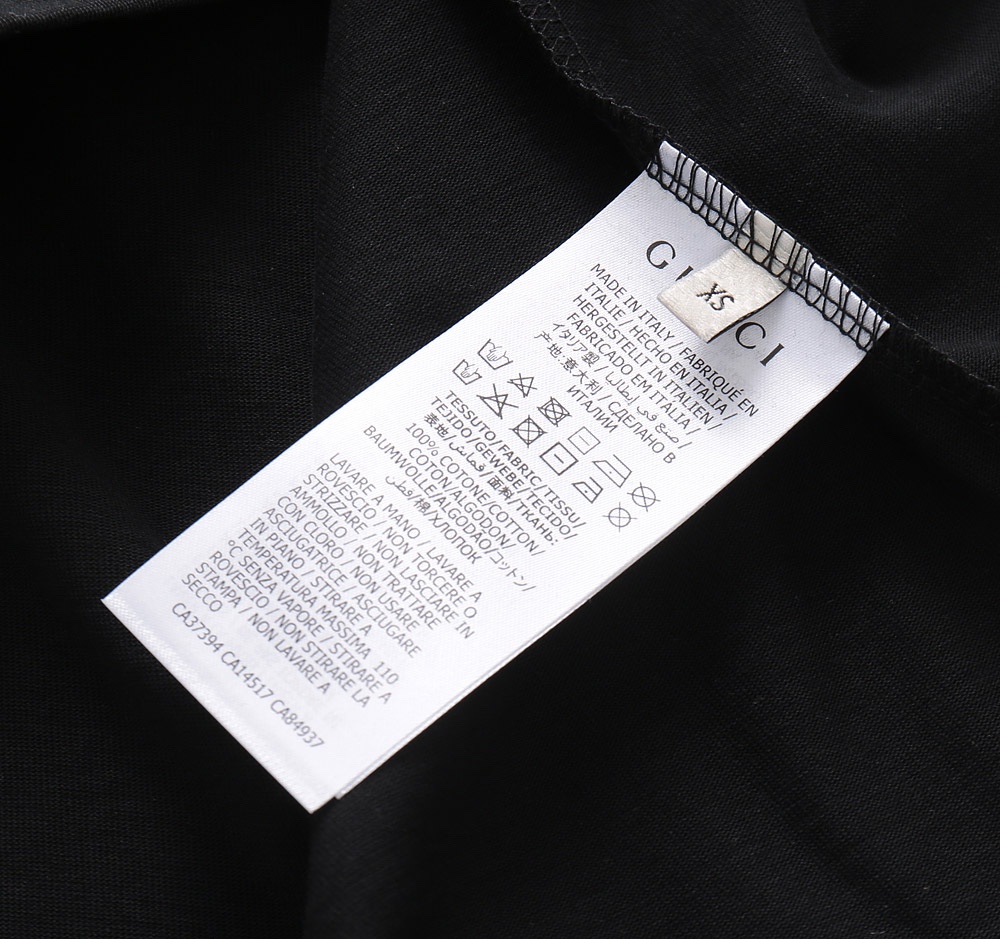 XS
G CCI
MADE IN ITALY / FABRIQUÉ EN
ITALIE / HECHO EN ITALIA /
HERGESTELLT IN ITALIEN /
FABRICADO EM ITALIA /
イタリア製 / صنع في إيطاليا /
产地:意大利 / СДЕЛАНО В
ИТАЛИИ
TESSUTO/FABRIC/TISSU/
TEJIDO/GEWEBE/TECIDO/
表地/قماش/面料/ТКАНЬ:
100% COTONE/COTTON/
COTON/ALGODON/
BAUMWOLLE/ALGODÃO/コットン/
قطن/棉/ХЛОПОК
LAVARE A MANO / LAVARE A
ROVESCIO / NON TORCERE O
STRIZZARE / NON LASCIARE IN
AMMOLLO / NON TRATTARE
CON CLORO / NON USARE
ASCIUGATRICE / ASCIUGARE
IN PIANO / STIRARE A
TEMPERATURA MASSIMA 110
°C SENZA VAPORE / STIRARE A
ROVESCIO / NON STIRARE LA
STAMPA / NON LAVARE A
SECCO
CA37394 CA14517 CA84937